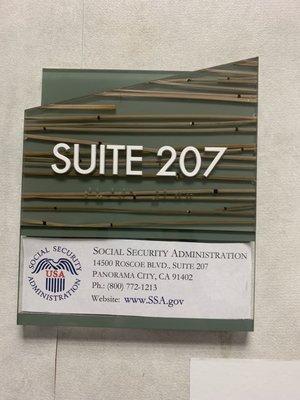 SUITE 207
SOCIAL SECURITY
USA
ADMINISTRATION
SOCIAL SECURITY ADMINISTRATION
14500 ROSCOE BLVD., SUITE 207
PANORAMA CITY, CA 91402
Ph.: (800) 772-1213
Website: www.SSA.gov